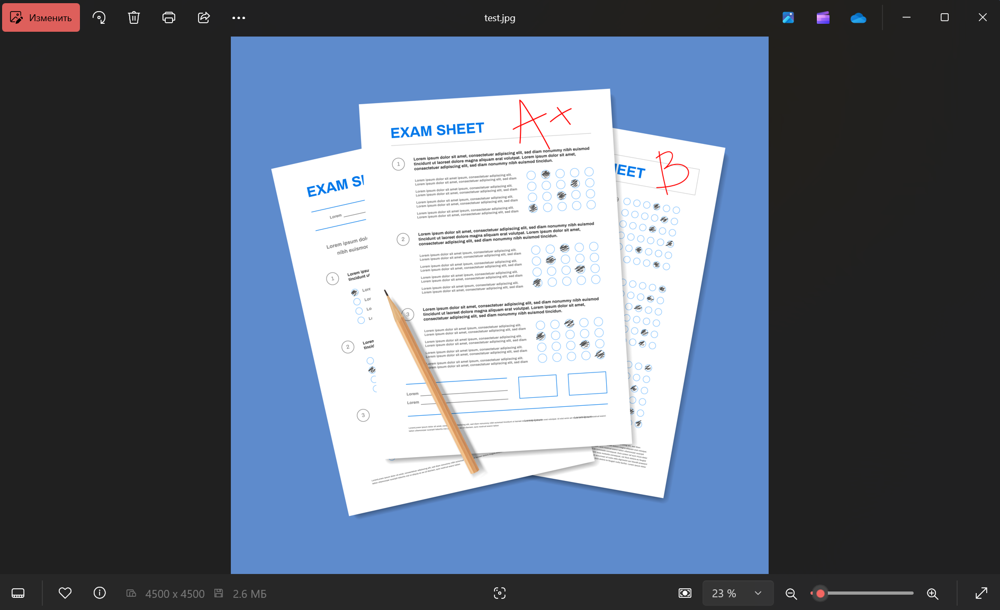 Изменить
test.jpg
EXAM SHEET
A+
1
Lorem ipsum dolor sit amet, consectetuer adipiscing elit, sed diam nonummy nibh euismod
tincidunt ut laoreet dolore magna aliquam erat volutpat. Lorem ipsum dolor sit amet,
consectetuer adipiscing elit, sed diam nonummy nibh euismod tincidun.
Lorem ipsum dolor sit amet ipsum, consectetuer adipiscing elit.
Lorem ipsum dolor sit amet, consectetuer adipiscing elit, sed diam
Lorem ipsum dolor sit amet ipsum, consectetuer adipiscing elit.
Lorem ipsum dolor sit amet, consectetuer adipiscing elit, sed diam
Lorem ipsum dolor sit amet ipsum, consectetuer adipiscing elit.
Lorem ipsum dolor sit amet, consectetuer adipiscing elit, sed diam
Lorem ipsum dolor sit amet ipsum, consectetuer adipiscing elit.
Lorem ipsum dolor sit amet, consectetuer adipiscing elit, sed diam
2
Lorem ipsum dolor sit amet, consectetuer adipiscing elit, sed diam nonummy nibh euismod
tincidunt ut laoreet dolore magna aliquam erat volutpat. Lorem ipsum dolor sit amet,
consectetuer adipiscing elit, sed diam nonummy nibh euismod tincidun.
Lorem ipsum dolor sit amet ipsum, consectetuer adipiscing elit.
Lorem ipsum dolor sit amet, consectetuer adipiscing elit, sed diam
Lorem ipsum dolor sit amet ipsum, consectetuer adipiscing elit.
Lorem ipsum dolor sit amet, consectetuer adipiscing elit, sed diam
Lorem ipsum dolor sit amet ipsum, consectetuer adipiscing elit.
Lorem ipsum dolor sit amet, consectetuer adipiscing elit, sed diam
Lorem ipsum dolor sit amet ipsum, consectetuer adipiscing elit.
Lorem ipsum dolor sit amet, consectetuer adipiscing elit, sed diam
3
Lorem ipsum dolor sit amet, consectetuer adipiscing elit, sed diam nonummy nibh euismod
tincidunt ut laoreet dolore magna aliquam erat volutpat. Lorem ipsum dolor sit amet,
consectetuer adipiscing elit, sed diam nonummy nibh euismod tincidun.
Lorem ipsum dolor sit amet ipsum, consectetuer adipiscing elit.
Lorem ipsum dolor sit amet, consectetuer adipiscing elit, sed diam
Lorem ipsum dolor sit amet ipsum, consectetuer adipiscing elit.
Lorem ipsum dolor sit amet, consectetuer adipiscing elit, sed diam
Lorem ipsum dolor sit amet ipsum, consectetuer adipiscing elit.
Lorem ipsum dolor sit amet, consectetuer adipiscing elit, sed diam
Lorem ipsum dolor sit amet ipsum, consectetuer adipiscing elit.
Lorem ipsum dolor sit amet, consectetuer adipiscing elit, sed diam
Lorem
Lorem
EXAM
Lorem
Lorem ipsum
nibh
1
Lorem
tincidunt
2
Lorem
3
B
4500 x 4500
2.6 МБ
23 %